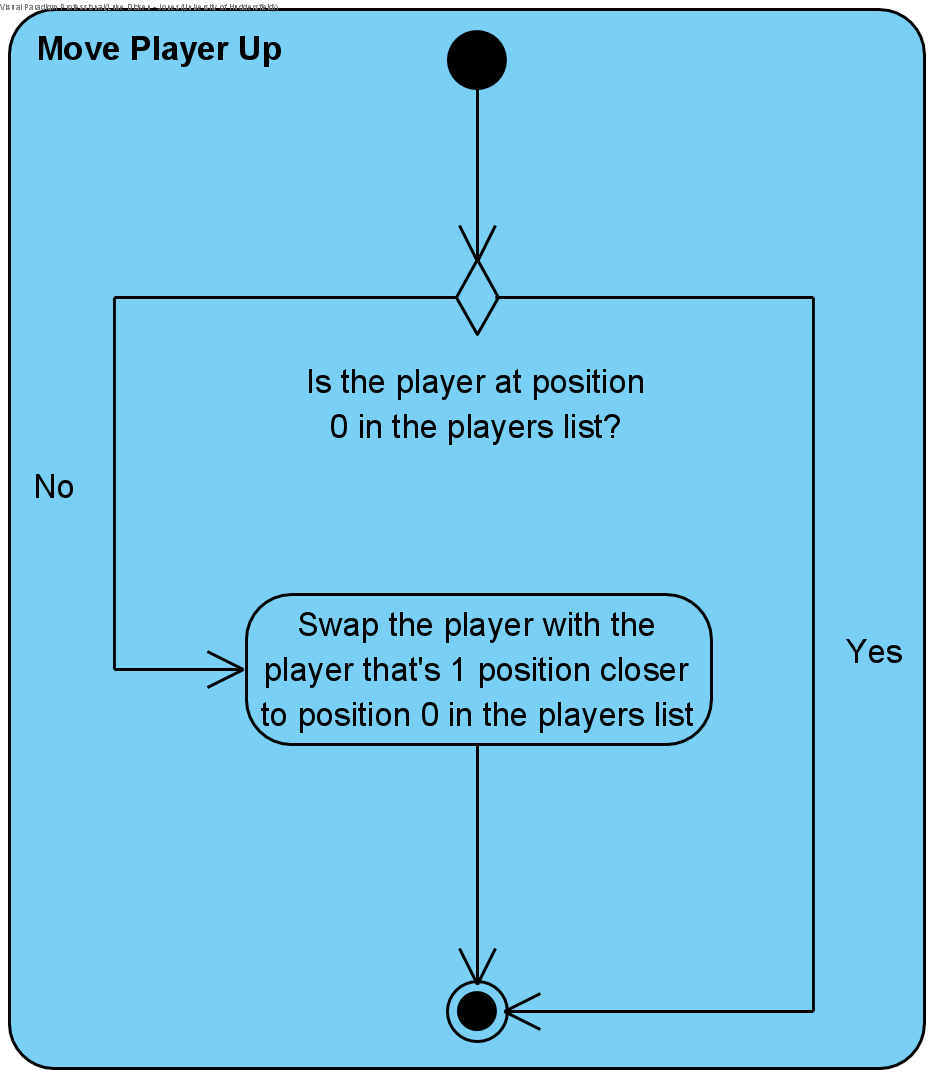 Visual Paradigm Professional
Move Player Up
Is the player at position
0 in the players list?
No
Swap the player with the
player that's 1 position closer
to position 0 in the players list
Yes